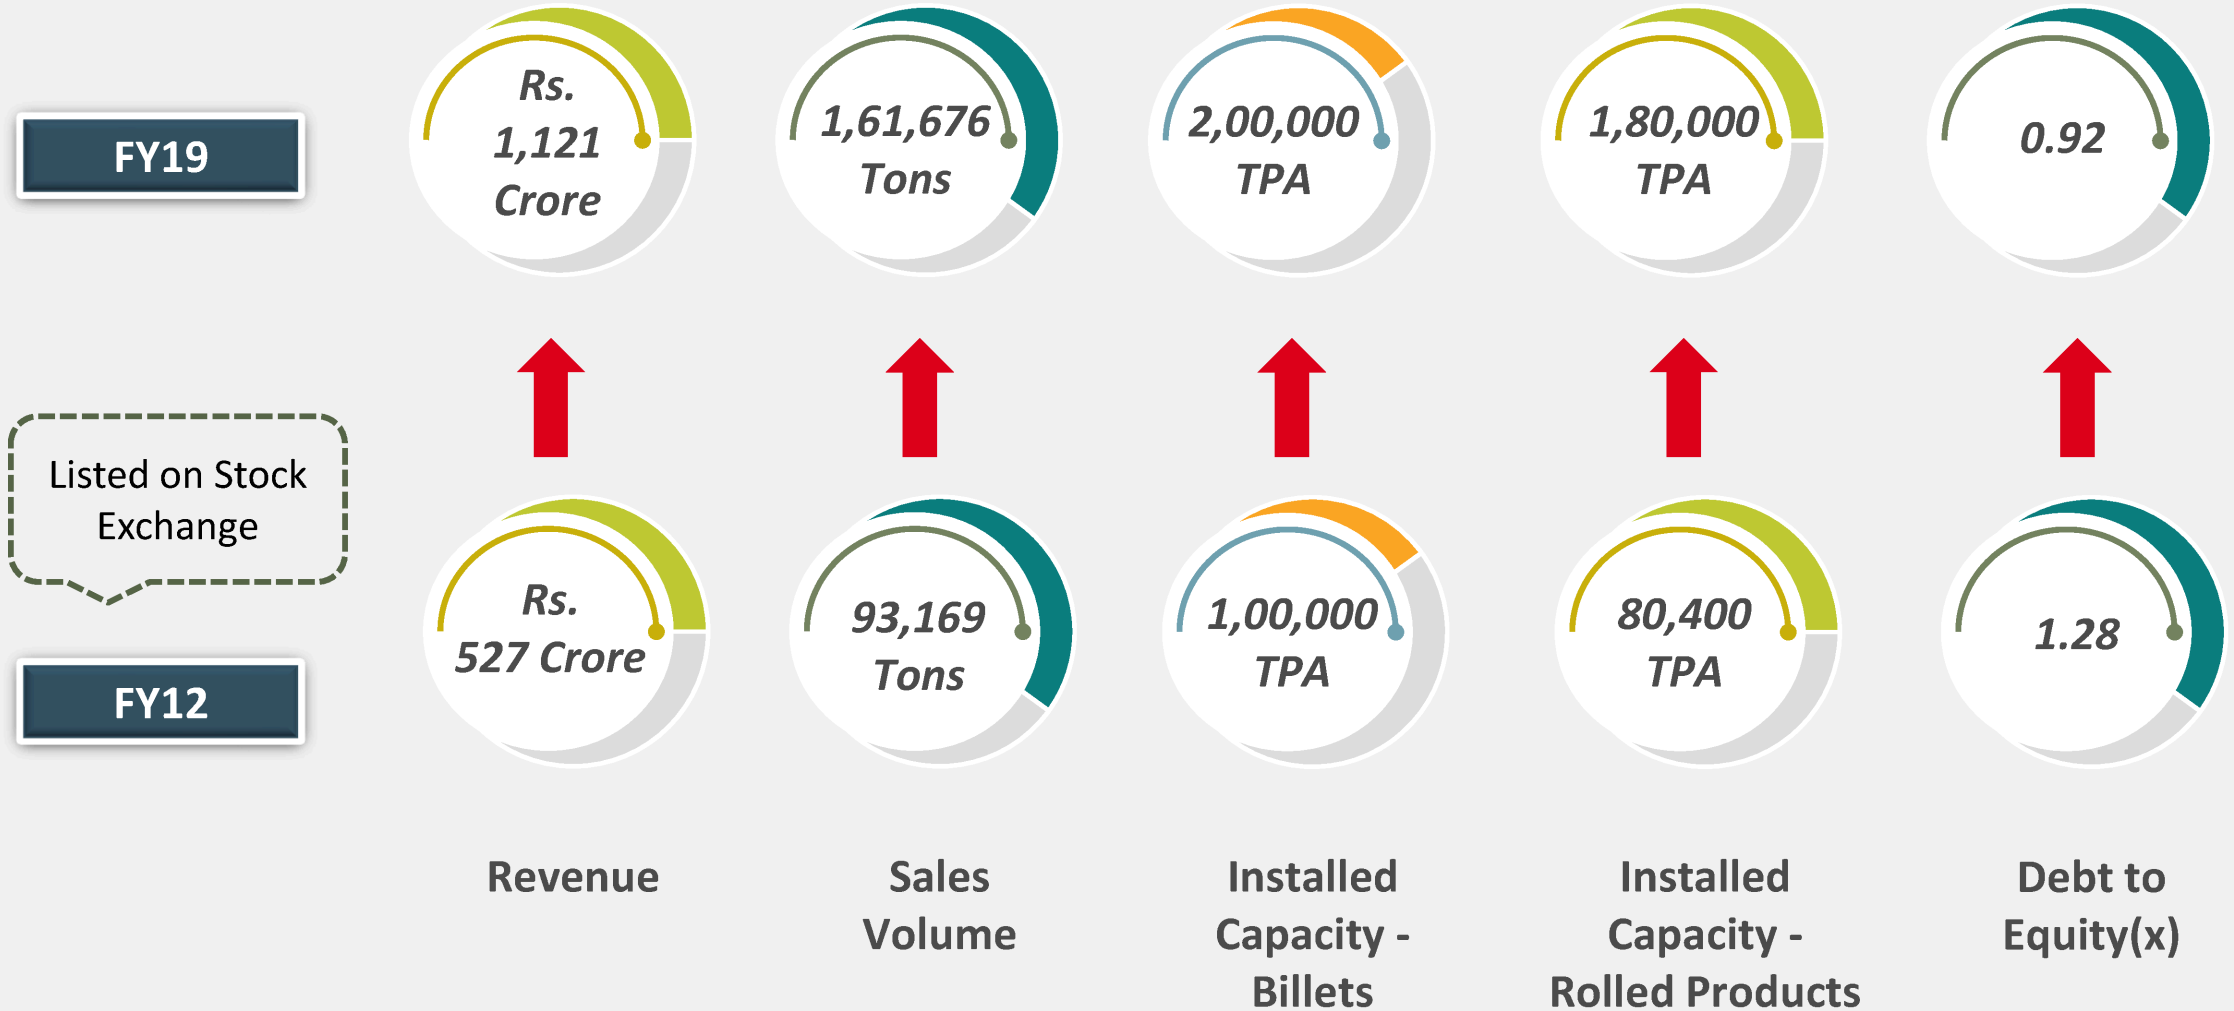 FY19
Rs.
1,121
Crore
1,61,676
Tons
2,00,000
TPA
1,80,000
TPA
0.92
Listed on Stock
Exchange
FY12
Rs.
527 Crore
93,169
Tons
1,00,000
TPA
80,400
TPA
1.28
Revenue
Sales
Volume
Installed
Capacity -
Billets
Installed
Capacity -
Rolled Products
Debt to
Equity(x)